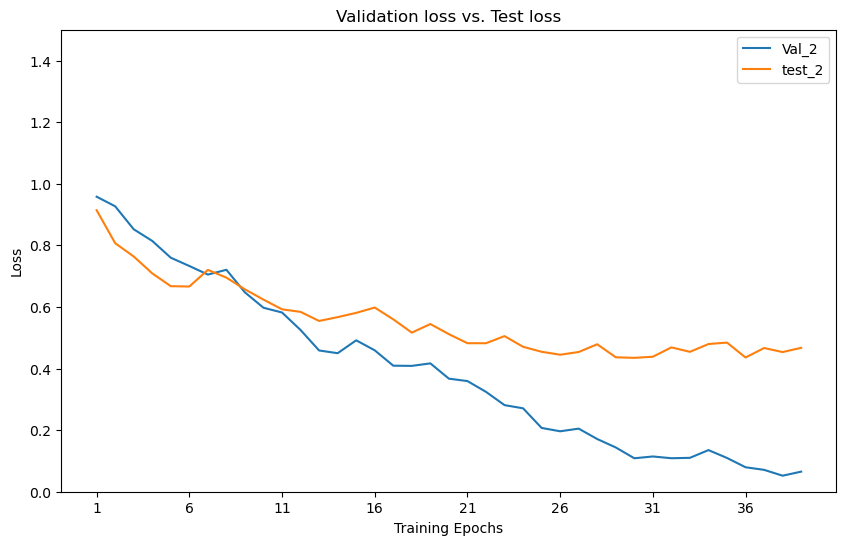 Validation loss vs. Test loss
Val_2
test_2
Loss
1.4
1.2
1.0
0.8
0.6
0.4
0.2
0.0
1 6 11 16 21 26 31 36
Training Epochs